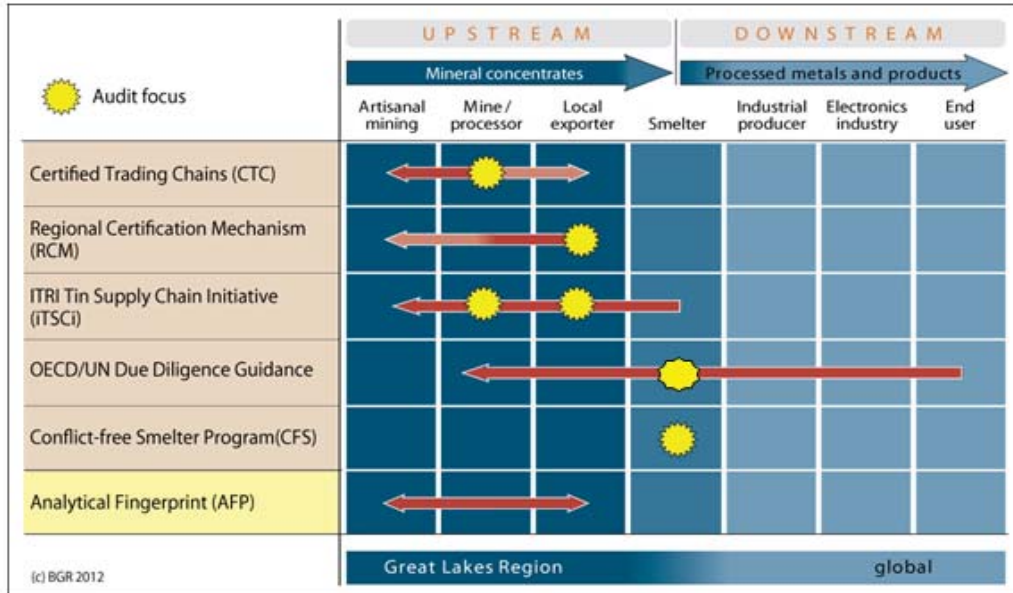 UPSTREAM
DOWNSTREAM
Mineral concentrates
Processed metals and products
Audit focus
Artisanal
mining
Mine /
processor
Local
exporter
Smelter
Industrial
producer
Electronics
industry
End
user
Certified Trading Chains (CTC)
Regional Certification Mechanism
(RCM)
ITRI Tin Supply Chain Initiative
(iTSCi)
OECD/UN Due Diligence Guidance
Conflict-free Smelter Program(CFS)
Analytical Fingerprint (AFP)
(c) BGR 2012
Great Lakes Region
global